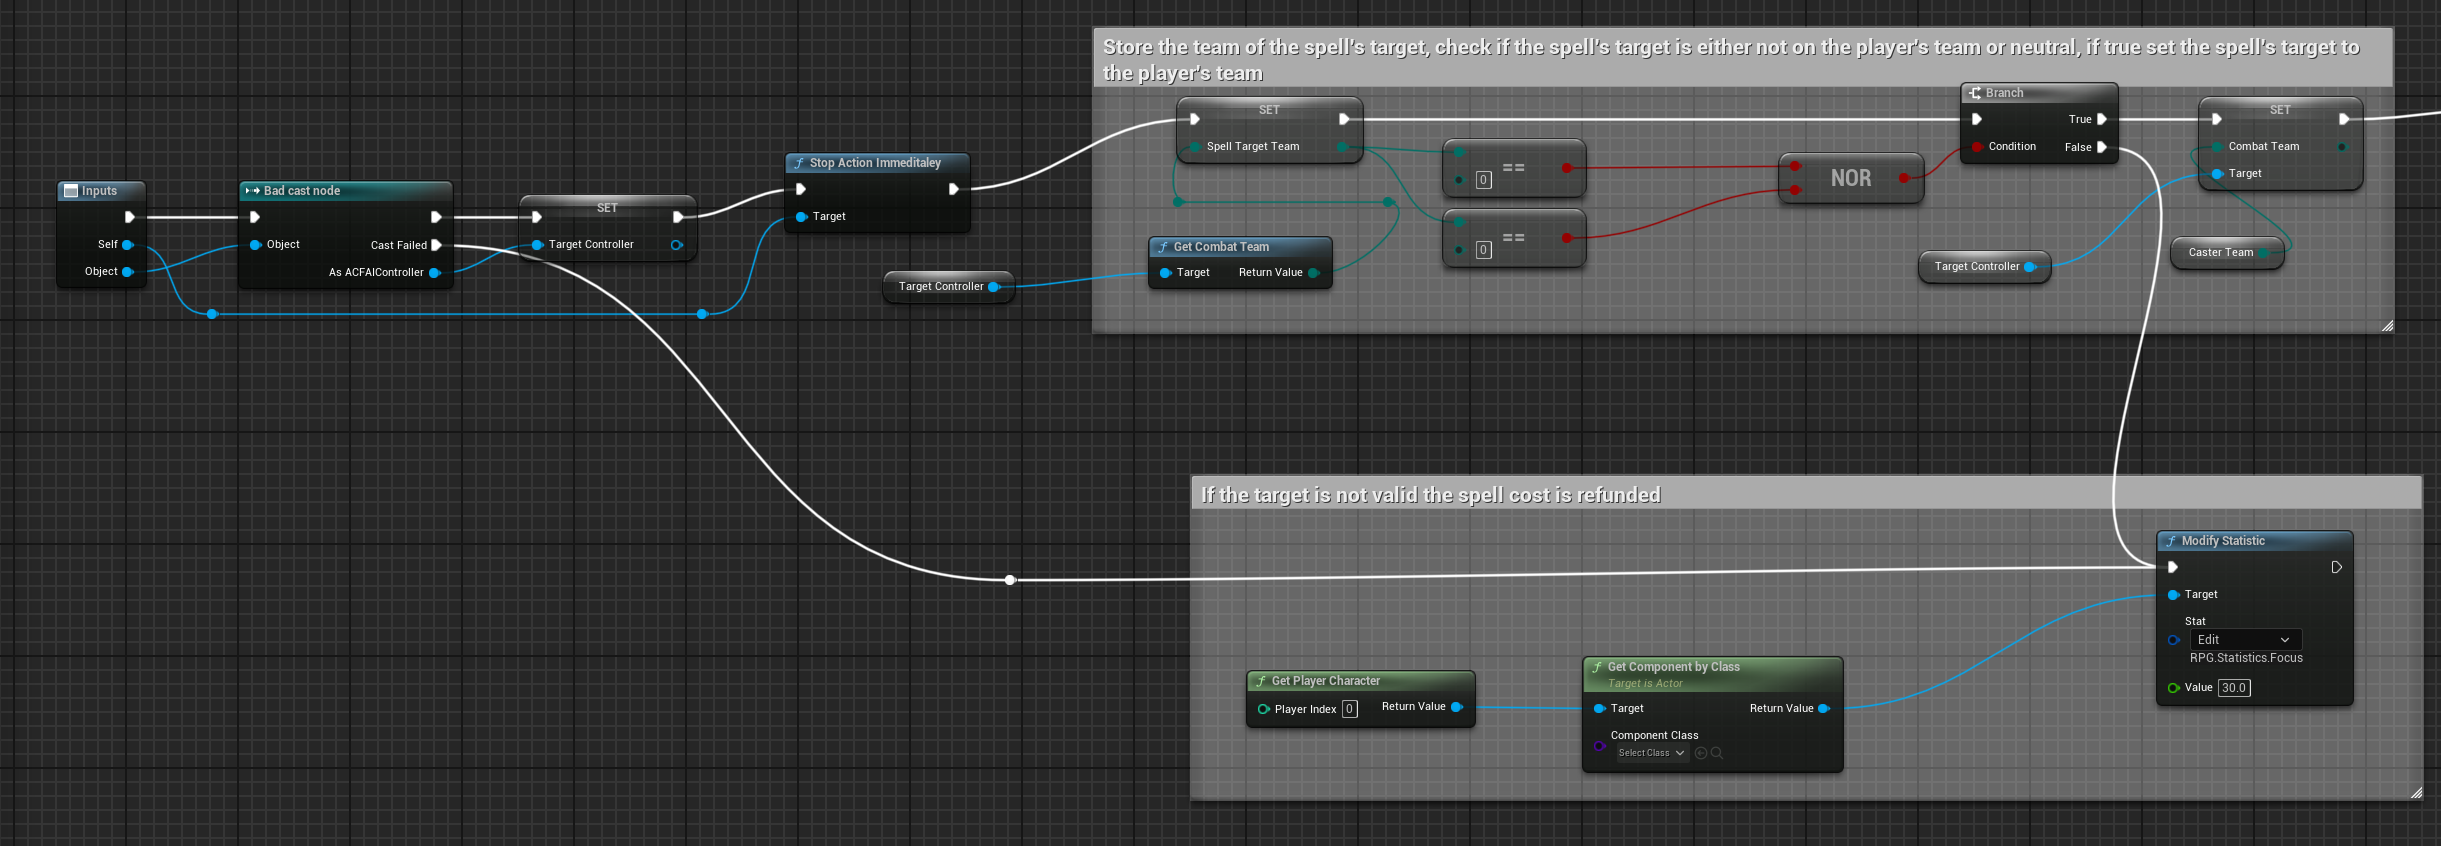 Store the team of the spell's target, check if the spell's target is either not on the player's team or neutral, if true set the spell's target to
the player's team
Inputs
Self
Object
Bad cast node
Object
Cast Failed
As ACFAIController
SET
Target Controller
Stop Action Immeditaley
Target
Target Controller
SET
Spell Target Team
Get Combat Team
Target
Return Value
==
0
==
0
NOR
Branch
True
Condition
False
Target Controller
SET
Combat Team
Target
Caster Team
If the target is not valid the spell cost is refunded
Get Player Character
Player Index 0
Return Value
Get Component by Class
Target is Actor
Target
Return Value
Component Class
Select Class
Modify Statistic
Target
Stat
Edit
RPG.Statistics.Focus
Value 30.0